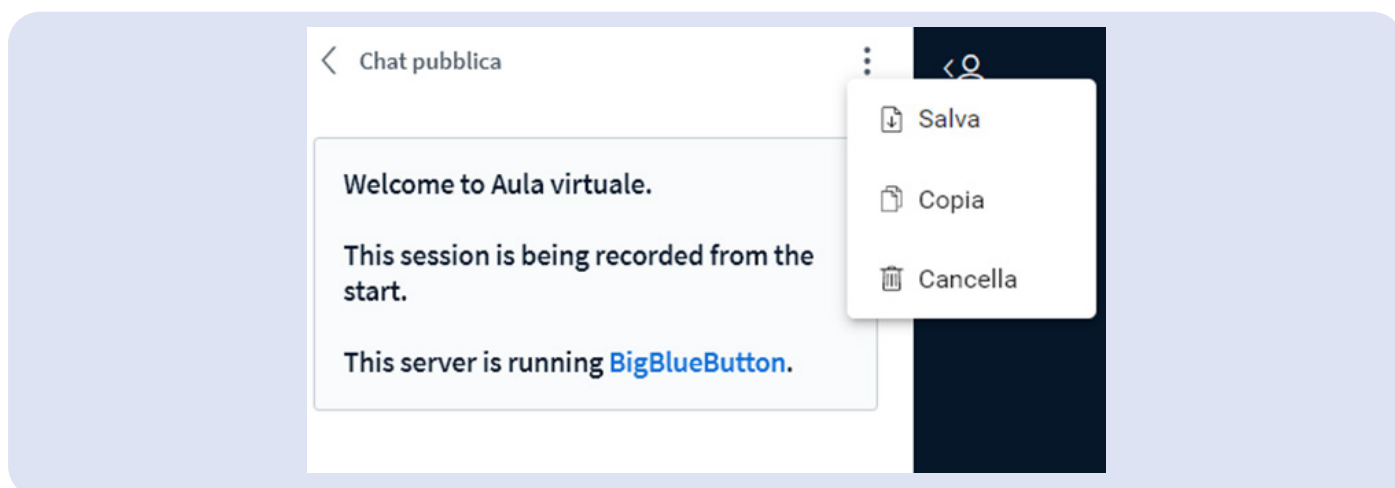 Chat pubblica
Salva
Welcome to Aula virtuale.
Copia
This session is being recorded from the
start.
Cancella
This server is running BigBlueButton.